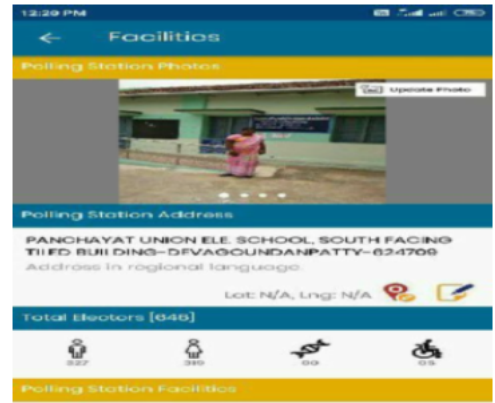 12:29 PM
Facilities
Polling Station Photos
Update Photo
Polling Station Address
PANCHAYAT UNION ELE. SCHOOL, SOUTH FACING
TILED BUILDING-DEVAGOUNDANPATTY-624709
Address in regional language.
Lat: N/A, Lng: N/A
Total Electors [646]
327 319 00 03
Polling Station Facilities